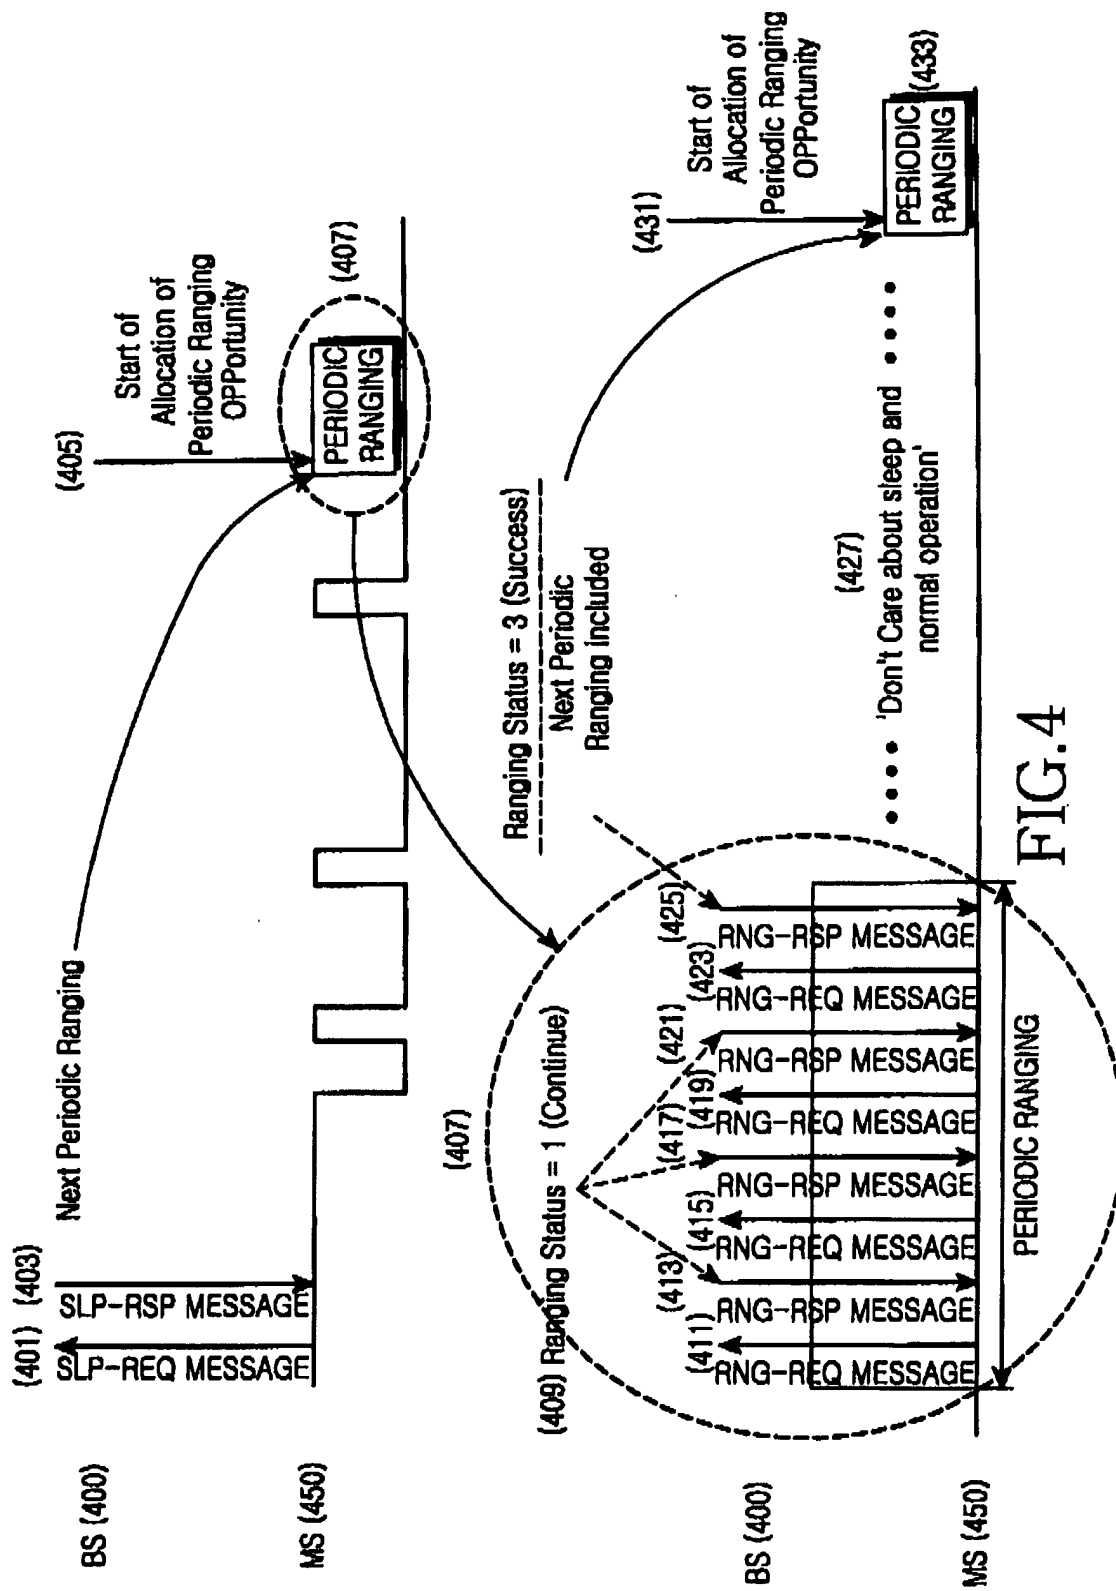 BS (400)
MS (450)
(401)
(403)
SLP-REQ MESSAGE
SLP-RSP MESSAGE
Next Periodic Ranging
(405)
Start of
Allocation of
Periodic Ranging
OPPortunity
PERIODIC
RANGING
(407)
(407)
(409) Ranging Status = 1 (Continue)
Ranging Status = 3 (Success)
Next Periodic
Ranging included
BS (400)
MS (450)
(411)
RNG-REQ MESSAGE
(413)
RNG-RSP MESSAGE
(415)
RNG-REQ MESSAGE
(417)
RNG-RSP MESSAGE
(419)
RNG-REQ MESSAGE
(421)
RNG-RSP MESSAGE
(423)
RNG-REQ MESSAGE
(425)
RNG-RSP MESSAGE
PERIODIC RANGING
(427)
•••• 'Don't Care about sleep and ••••
normal operation'
(431)
Start of
Allocation of
Periodic Ranging
OPPortunity
PERIODIC
RANGING
(433)
FIG.4